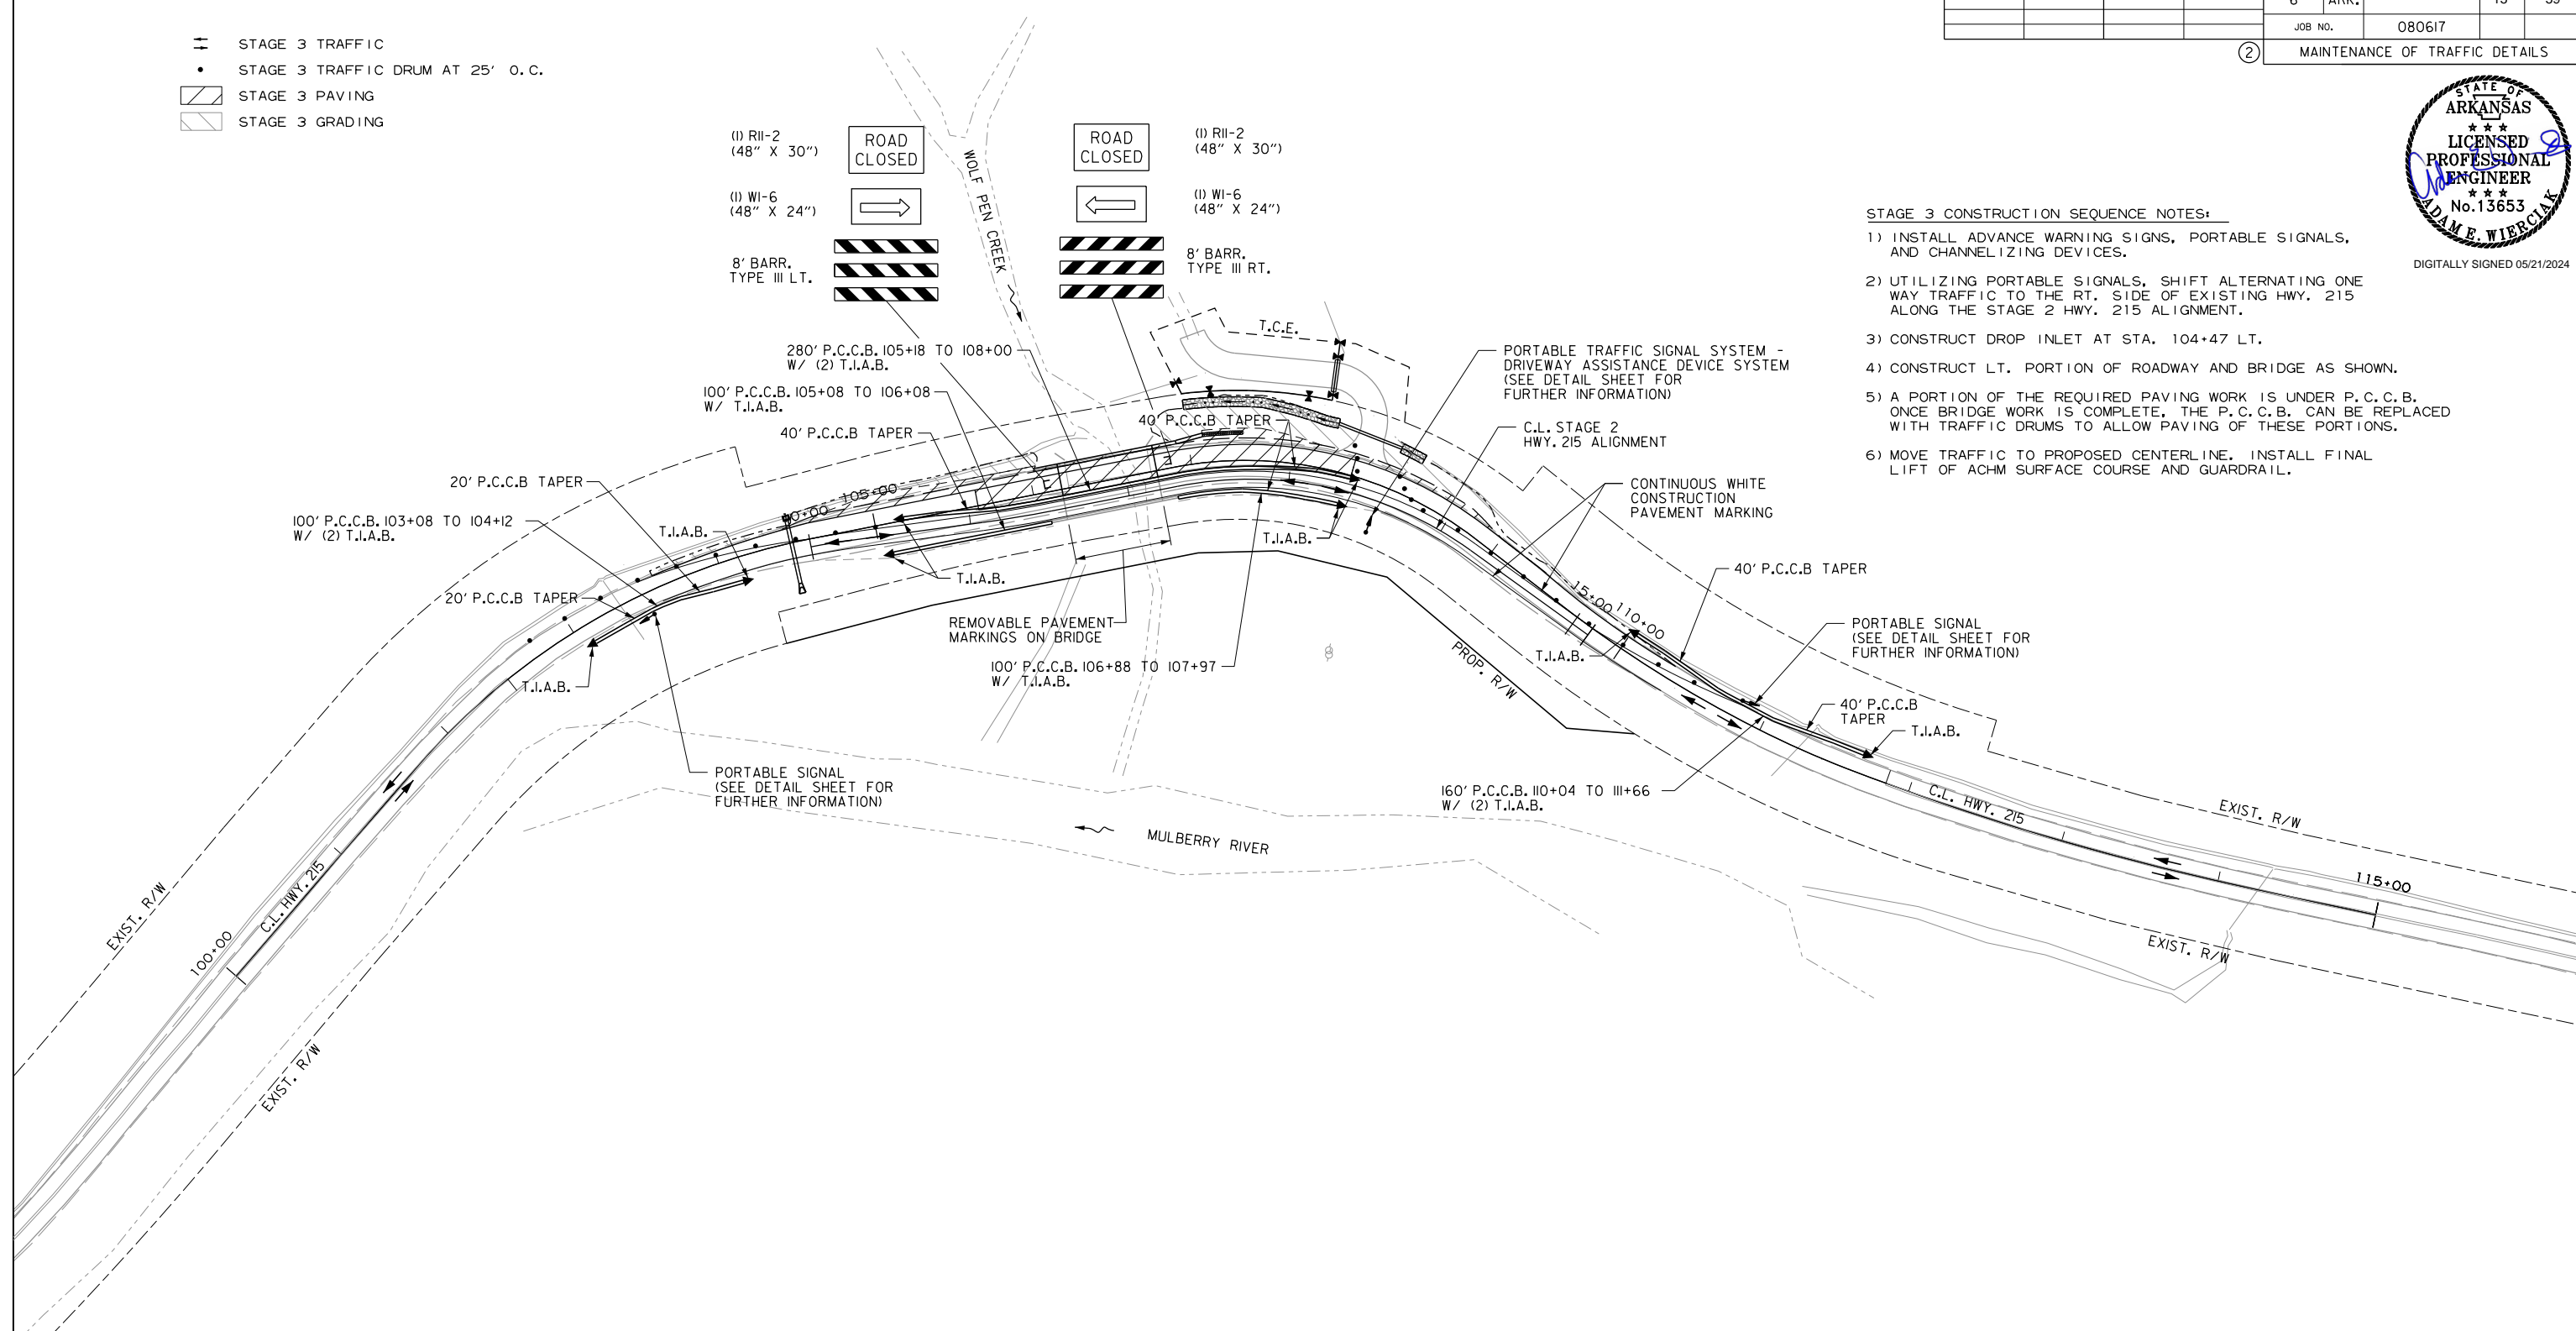 STAGE 3 TRAFFIC
STAGE 3 TRAFFIC DRUM AT 25' O.C.
STAGE 3 PAVING
STAGE 3 GRADING
6 ARK. 15 59
JOB NO. 080617
2 MAINTENANCE OF TRAFFIC DETAILS
STATE OF
ARKANSAS
LICENSED
PROFESSIONAL
ENGINEER
No.13653
ADAM E. WIERCIAK
DIGITALLY SIGNED 05/21/2024
(1) R11-2
(48" X 30")
ROAD
CLOSED
(1) W1-6
(48" X 24")
8' BARR.
TYPE III LT.
ROAD
CLOSED
(1) R11-2
(48" X 30")
(1) W1-6
(48" X 24")
8' BARR.
TYPE III RT.
WOLF PEN CREEK
STAGE 3 CONSTRUCTION SEQUENCE NOTES:
1) INSTALL ADVANCE WARNING SIGNS, PORTABLE SIGNALS,
AND CHANNELIZING DEVICES.
2) UTILIZING PORTABLE SIGNALS, SHIFT ALTERNATING ONE
WAY TRAFFIC TO THE RT. SIDE OF EXISTING HWY. 215
ALONG THE STAGE 2 HWY. 215 ALIGNMENT.
3) CONSTRUCT DROP INLET AT STA. 104+47 LT.
4) CONSTRUCT LT. PORTION OF ROADWAY AND BRIDGE AS SHOWN.
5) A PORTION OF THE REQUIRED PAVING WORK IS UNDER P.C.C.B.
ONCE BRIDGE WORK IS COMPLETE, THE P.C.C.B. CAN BE REPLACED
WITH TRAFFIC DRUMS TO ALLOW PAVING OF THESE PORTIONS.
6) MOVE TRAFFIC TO PROPOSED CENTERLINE. INSTALL FINAL
LIFT OF ACHM SURFACE COURSE AND GUARDRAIL.
T.C.E.
280' P.C.C.B. 105+18 TO 108+00
W/ (2) T.I.A.B.
100' P.C.C.B. 105+08 TO 106+08
W/ T.I.A.B.
40' P.C.C.B TAPER
40' P.C.C.B TAPER
PORTABLE TRAFFIC SIGNAL SYSTEM -
DRIVEWAY ASSISTANCE DEVICE SYSTEM
(SEE DETAIL SHEET FOR
FURTHER INFORMATION)
C.L. STAGE 2
HWY. 215 ALIGNMENT
20' P.C.C.B TAPER
CONTINUOUS WHITE
CONSTRUCTION
PAVEMENT MARKING
105+00
10+00
100' P.C.C.B. 103+08 TO 104+12
W/ (2) T.I.A.B.
T.I.A.B.
T.I.A.B.
T.I.A.B.
40' P.C.C.B TAPER
20' P.C.C.B TAPER
15+00
110+00
REMOVABLE PAVEMENT
MARKINGS ON BRIDGE
PORTABLE SIGNAL
(SEE DETAIL SHEET FOR
FURTHER INFORMATION)
T.I.A.B.
100' P.C.C.B. 106+88 TO 107+97
W/ T.I.A.B.
PROP. R/W
T.I.A.B.
40' P.C.C.B
TAPER
T.I.A.B.
PORTABLE SIGNAL
(SEE DETAIL SHEET FOR
FURTHER INFORMATION)
160' P.C.C.B. 110+04 TO 111+66
W/ (2) T.I.A.B.
C.L. HWY. 215
EXIST. R/W
MULBERRY RIVER
115+00
C.L. HWY. 215
EXIST. R/W
100+00
EXIST. R/W
EXIST. R/W